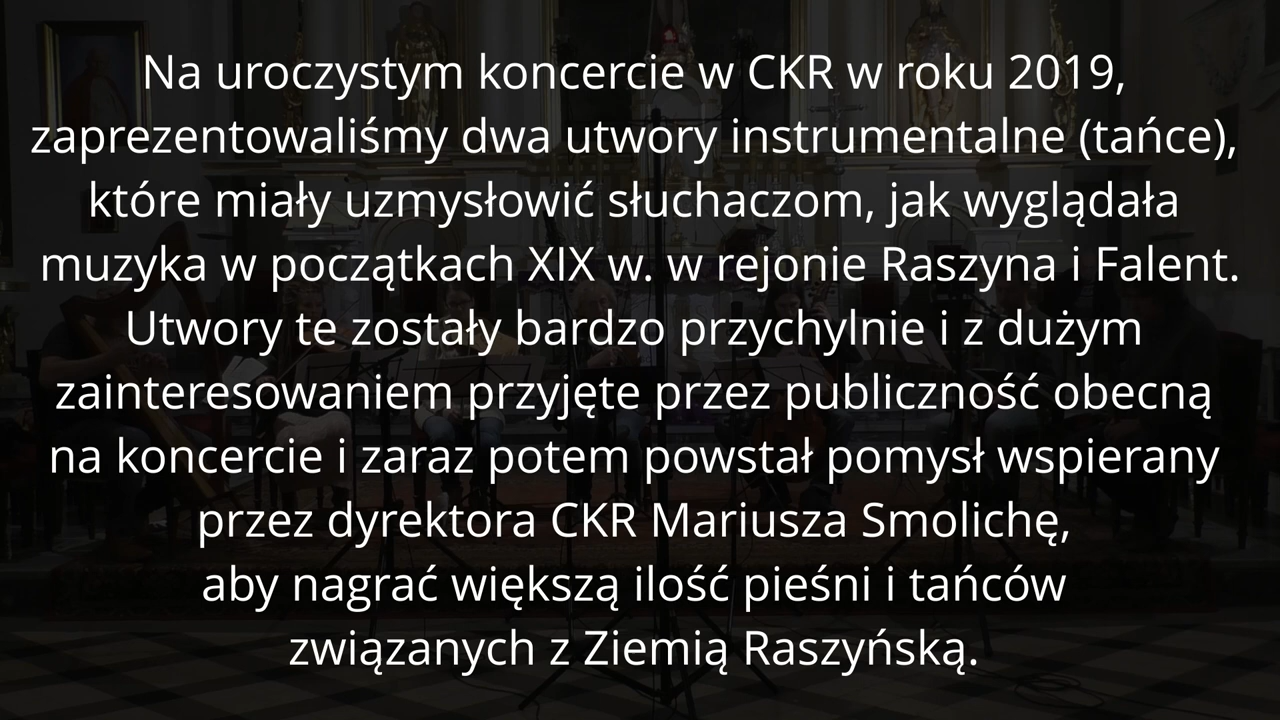 Na uroczystym koncercie w CKR w roku 2019,
zaprezentowaliśmy dwa utwory instrumentalne (tańce),
które miały uzmysłowić słuchaczom, jak wyglądała
muzyka w początkach XIX w. w rejonie Raszyna i Falent.
Utwory te zostały bardzo przychylnie i z dużym
zainteresowaniem przyjęte przez publiczność obecną
na koncercie i zaraz potem powstał pomysł wspierany
przez dyrektora CKR Mariusza Smolichę,
aby nagrać większą ilość pieśni i tańców
związanych z Ziemią Raszyńską.